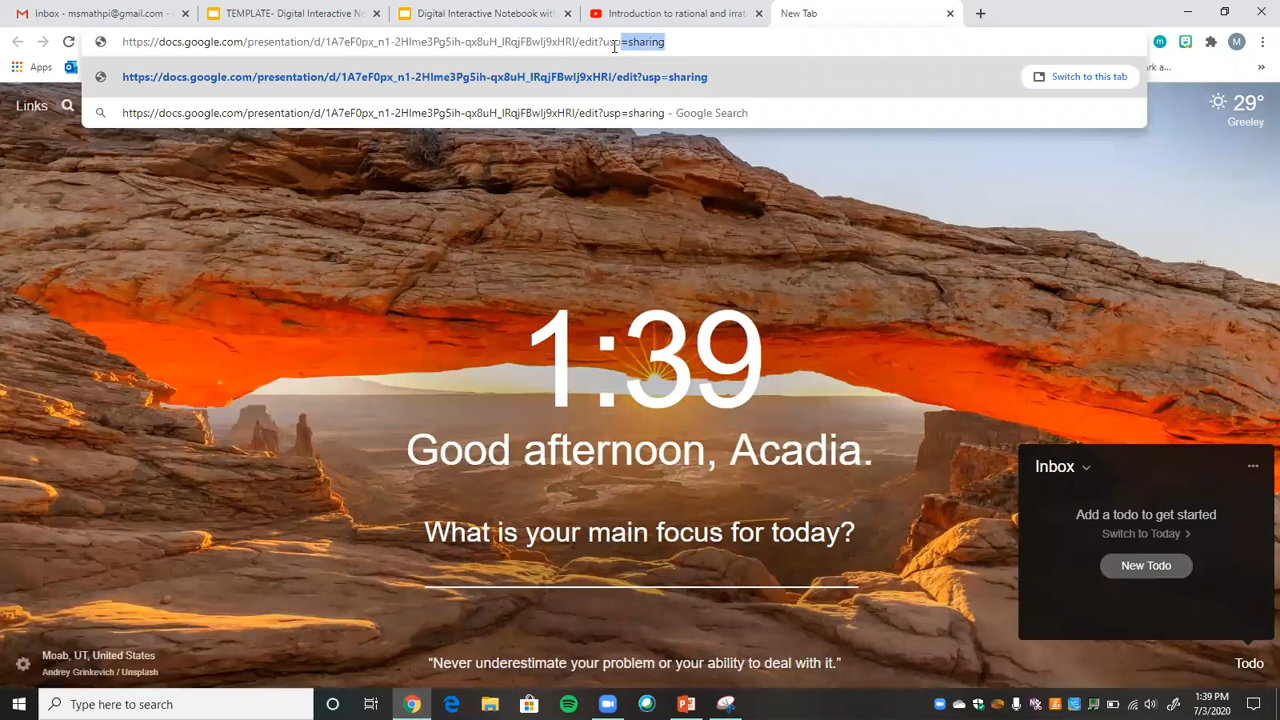 Inbox - msmathpi@gmail.com -
TEMPLATE- Digital Interactive No
Digital Interactive Notebook with
Introduction to rational and irrat
New Tab
https://docs.google.com/presentation/d/1A7eF0px_n1-2HIme3Pg5ih-qx8uH_IRqjFBwIj9xHRI/edit?usp=sharing
M
Apps
https://docs.google.com/presentation/d/1A7eF0px_n1-2HIme3Pg5ih-qx8uH_IRqjFBwIj9xHRI/edit?usp=sharing
Switch to this tab
https://docs.google.com/presentation/d/1A7eF0px_n1-2HIme3Pg5ih-qx8uH_IRqjFBwIj9xHRI/edit?usp=sharing - Google Search
Links
29°
Greeley
1:39
Good afternoon, Acadia.
What is your main focus for today?
Inbox
Add a todo to get started
Switch to Today
New Todo
Moab, UT, United States
Andrey Grinkevich / Unsplash
“Never underestimate your problem or your ability to deal with it.”
Todo
Type here to search
1:39 PM
7/3/2020